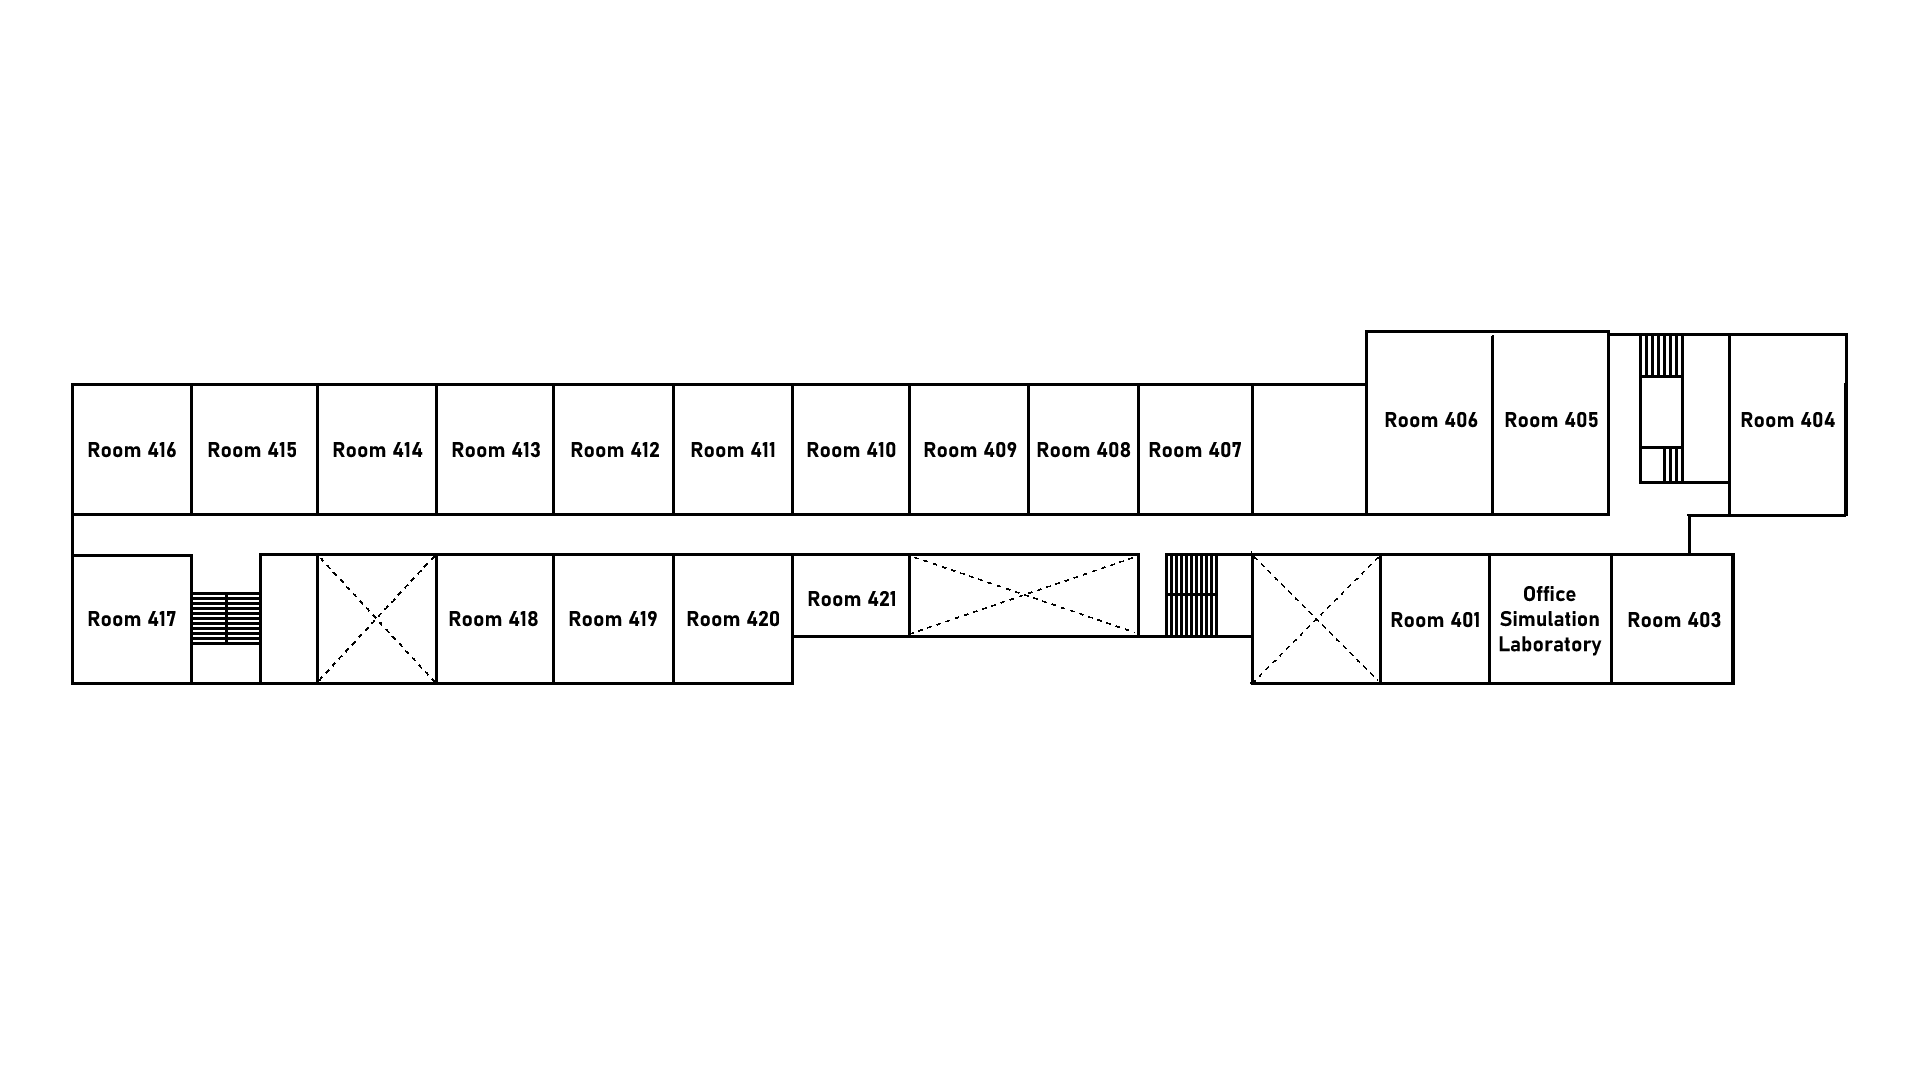 Room 406
Room 405
Room 404
Room 416
Room 415
Room 414
Room 413
Room 412
Room 411
Room 410
Room 409
Room 408
Room 407
Room 417
Room 418
Room 419
Room 420
Room 421
Room 401
Office
Simulation
Laboratory
Room 403